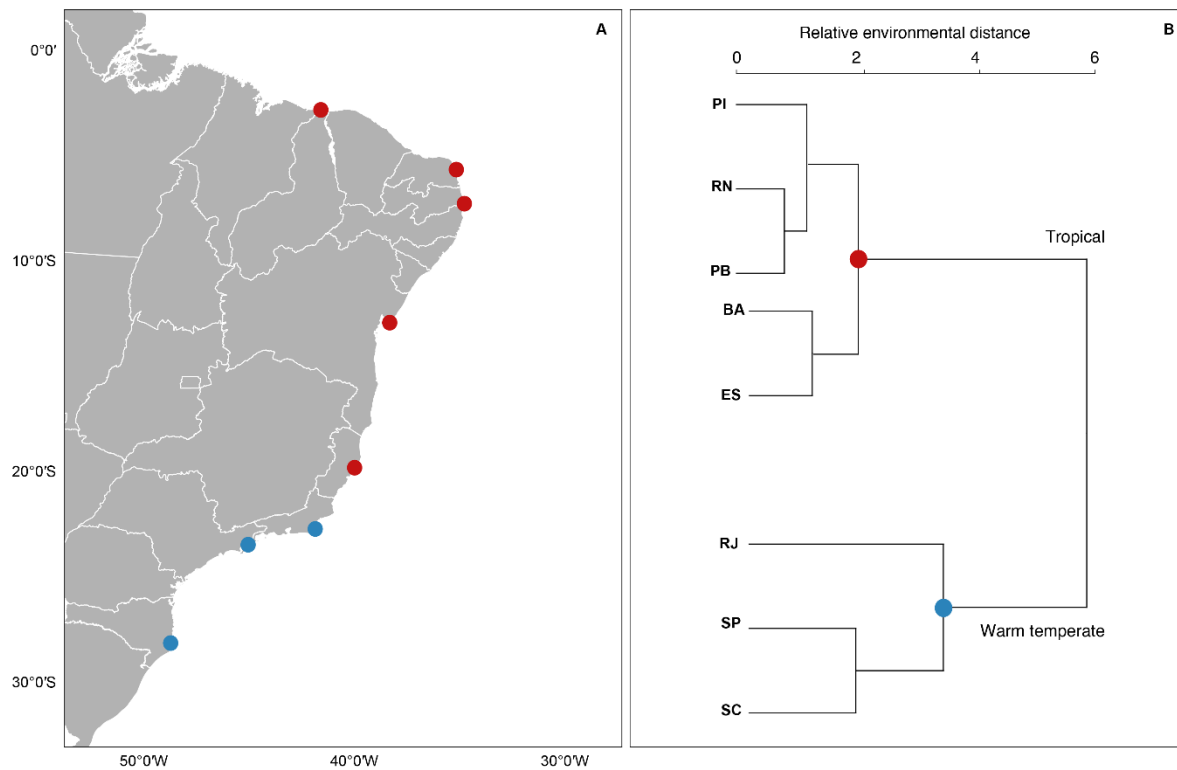 A
0°0′
10°0′S
20°0′S
30°0′S
50°0′W 40°0′W 30°0′W
Relative environmental distance
B
0 2 4 6
PI
RN
Tropical
PB
BA
ES
RJ
SP
Warm temperate
SC